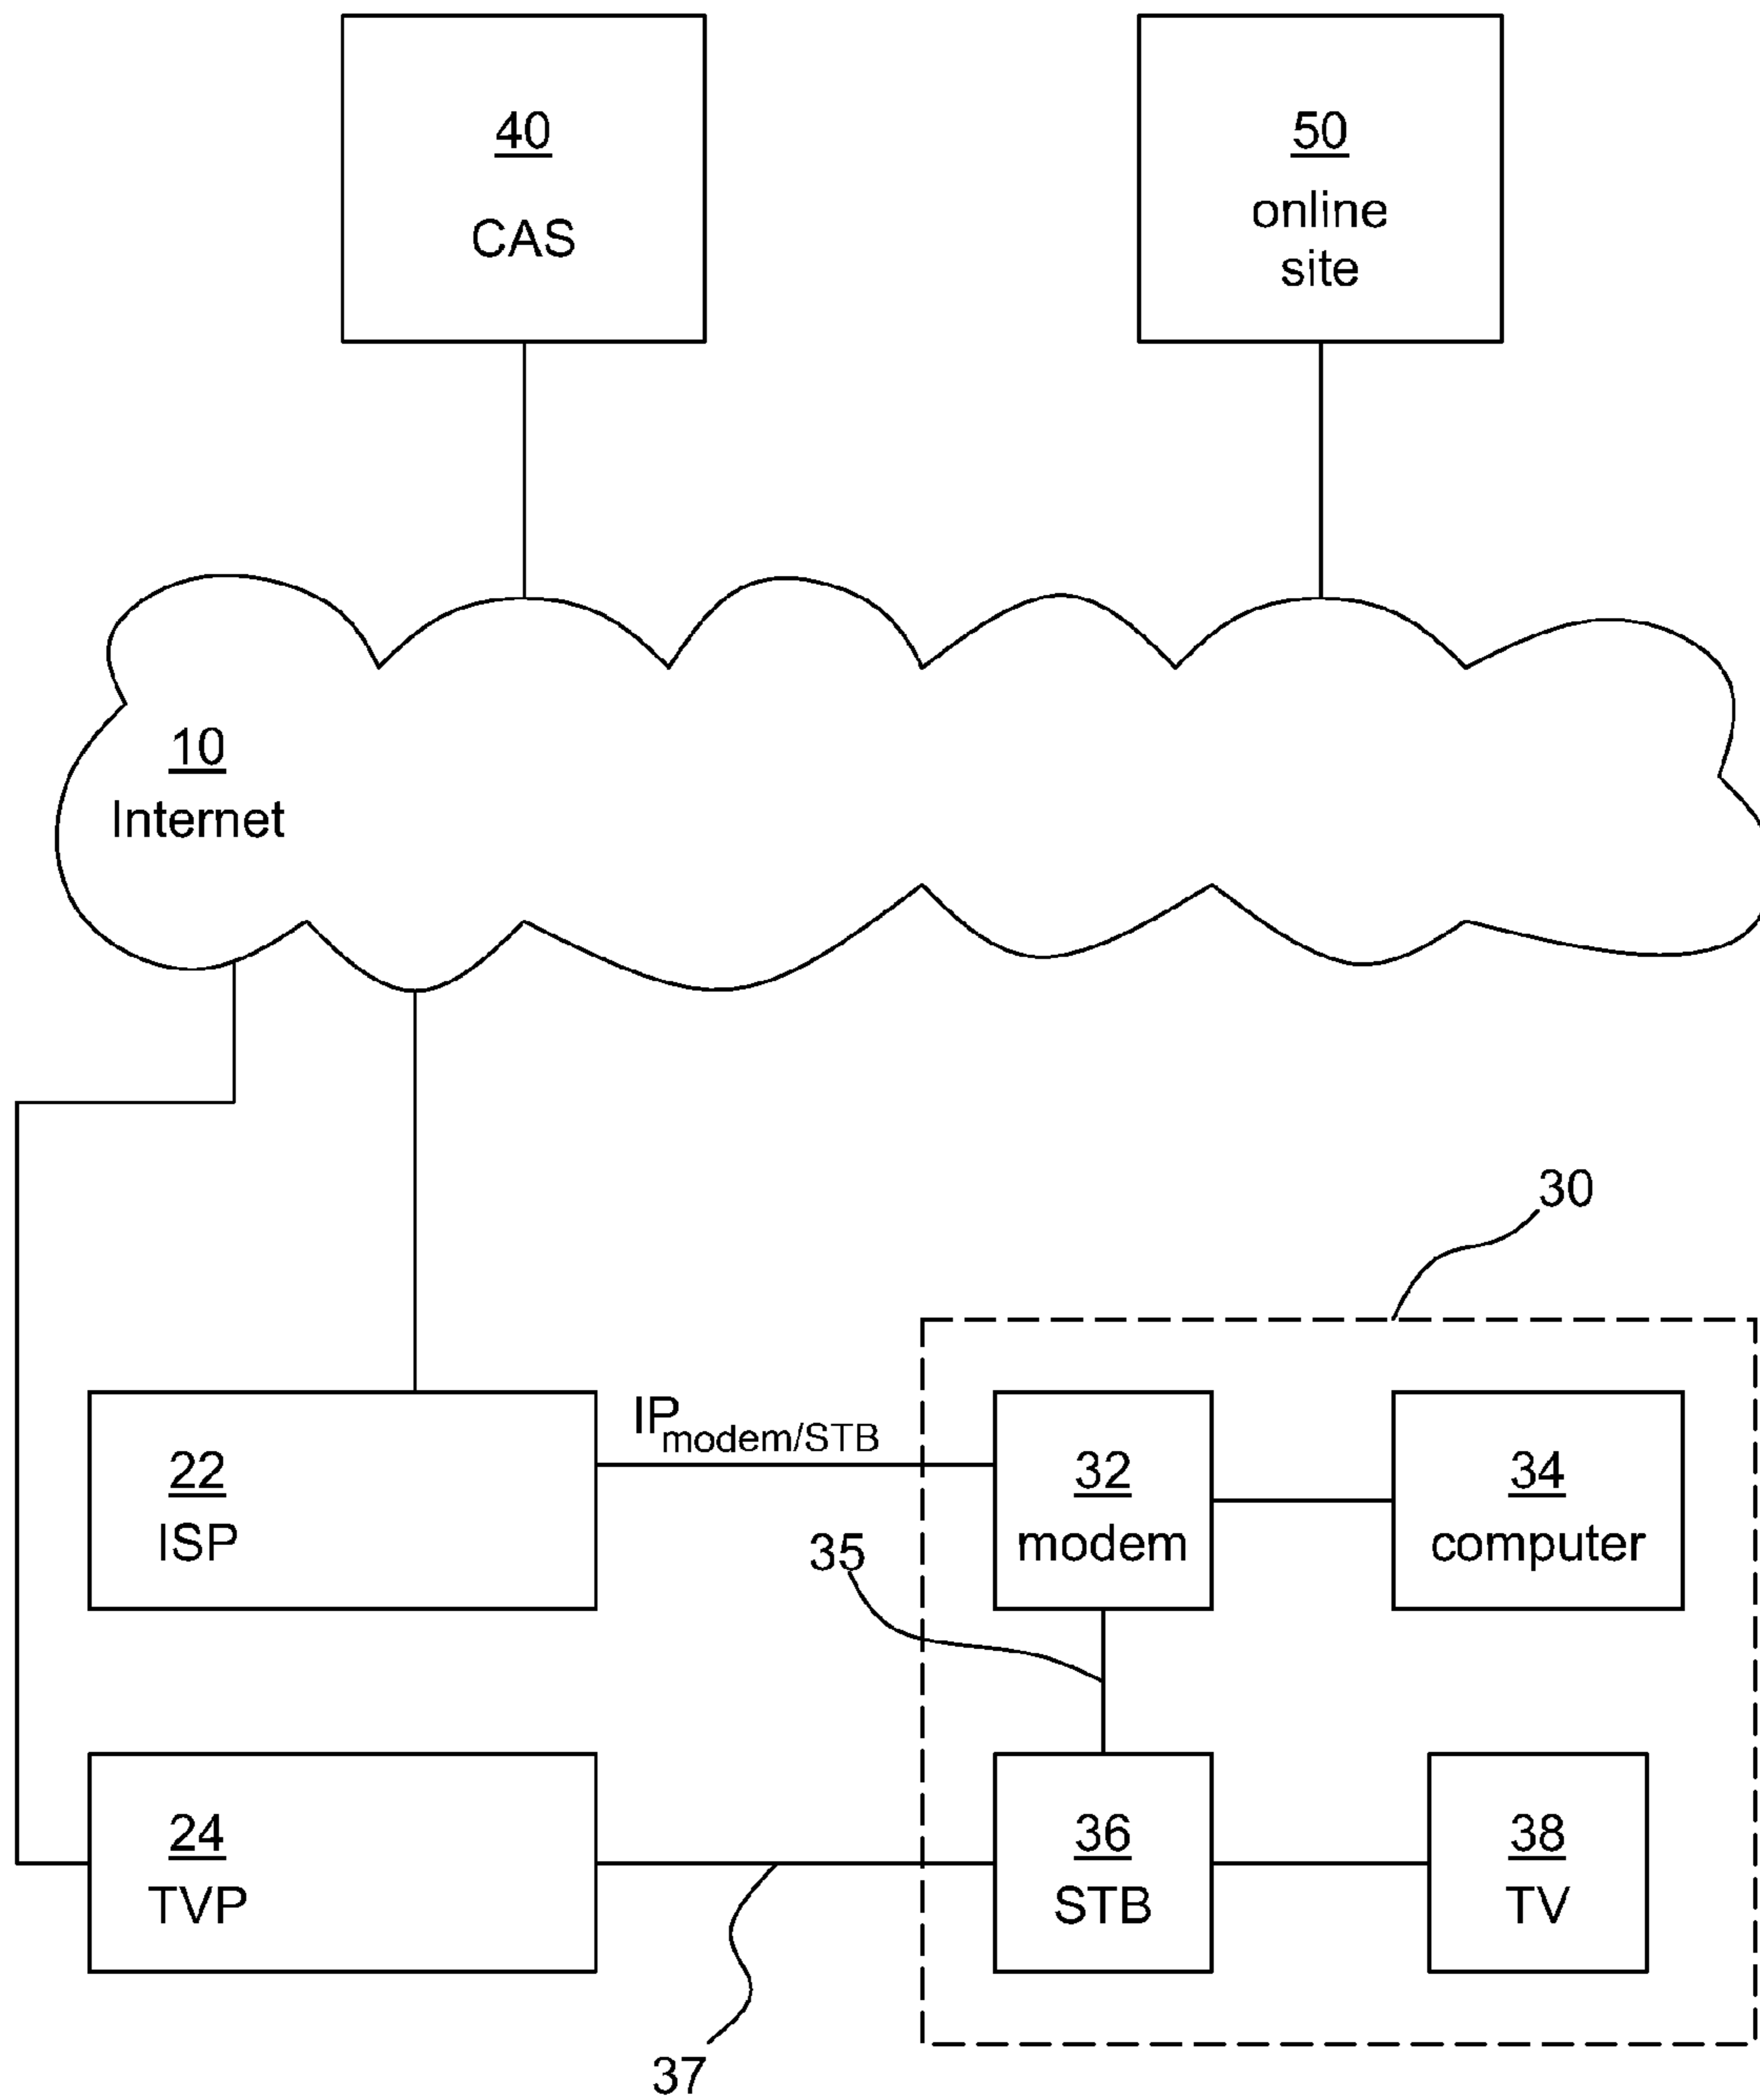 40
CAS
50
online
site
10
Internet
30
22
ISP
IPmodem/STB
32
modem
34
computer
35
24
TVP
36
STB
38
TV
37